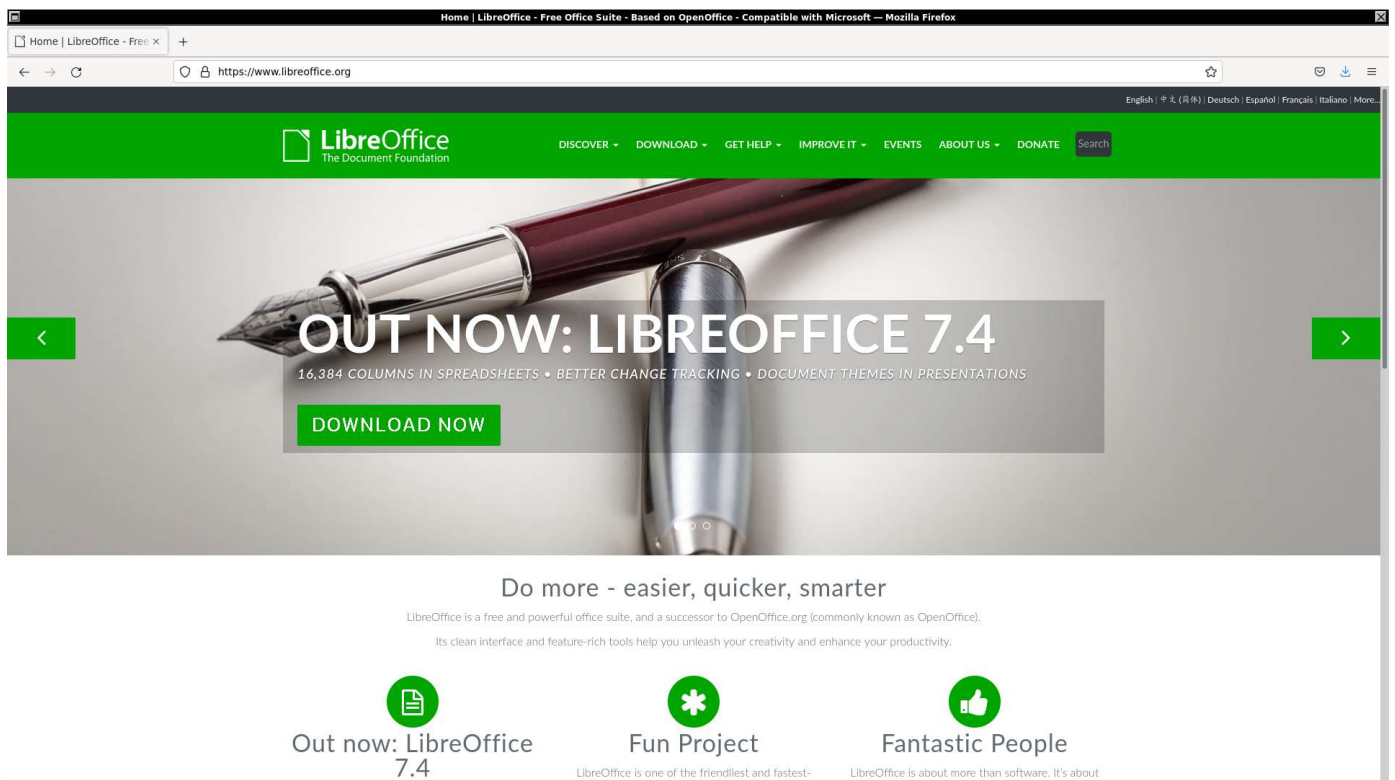 Home | LibreOffice - Free Office Suite - Based on OpenOffice - Compatible with Microsoft — Mozilla Firefox
Home | LibreOffice - Free
https://www.libreoffice.org
English | 中文 (简体) | Deutsch | Español | Français | Italiano | More...
LibreOffice
The Document Foundation
DISCOVER DOWNLOAD GET HELP IMPROVE IT EVENTS ABOUT US DONATE Search
OUT NOW: LIBREOFFICE 7.4
16,384 COLUMNS IN SPREADSHEETS • BETTER CHANGE TRACKING • DOCUMENT THEMES IN PRESENTATIONS
DOWNLOAD NOW
Do more - easier, quicker, smarter
LibreOffice is a free and powerful office suite, and a successor to OpenOffice.org (commonly known as OpenOffice).
Its clean interface and feature-rich tools help you unleash your creativity and enhance your productivity.
Out now: LibreOffice
7.4
Fun Project
LibreOffice is one of the friendliest and fastest-
Fantastic People
LibreOffice is about more than software. It's about